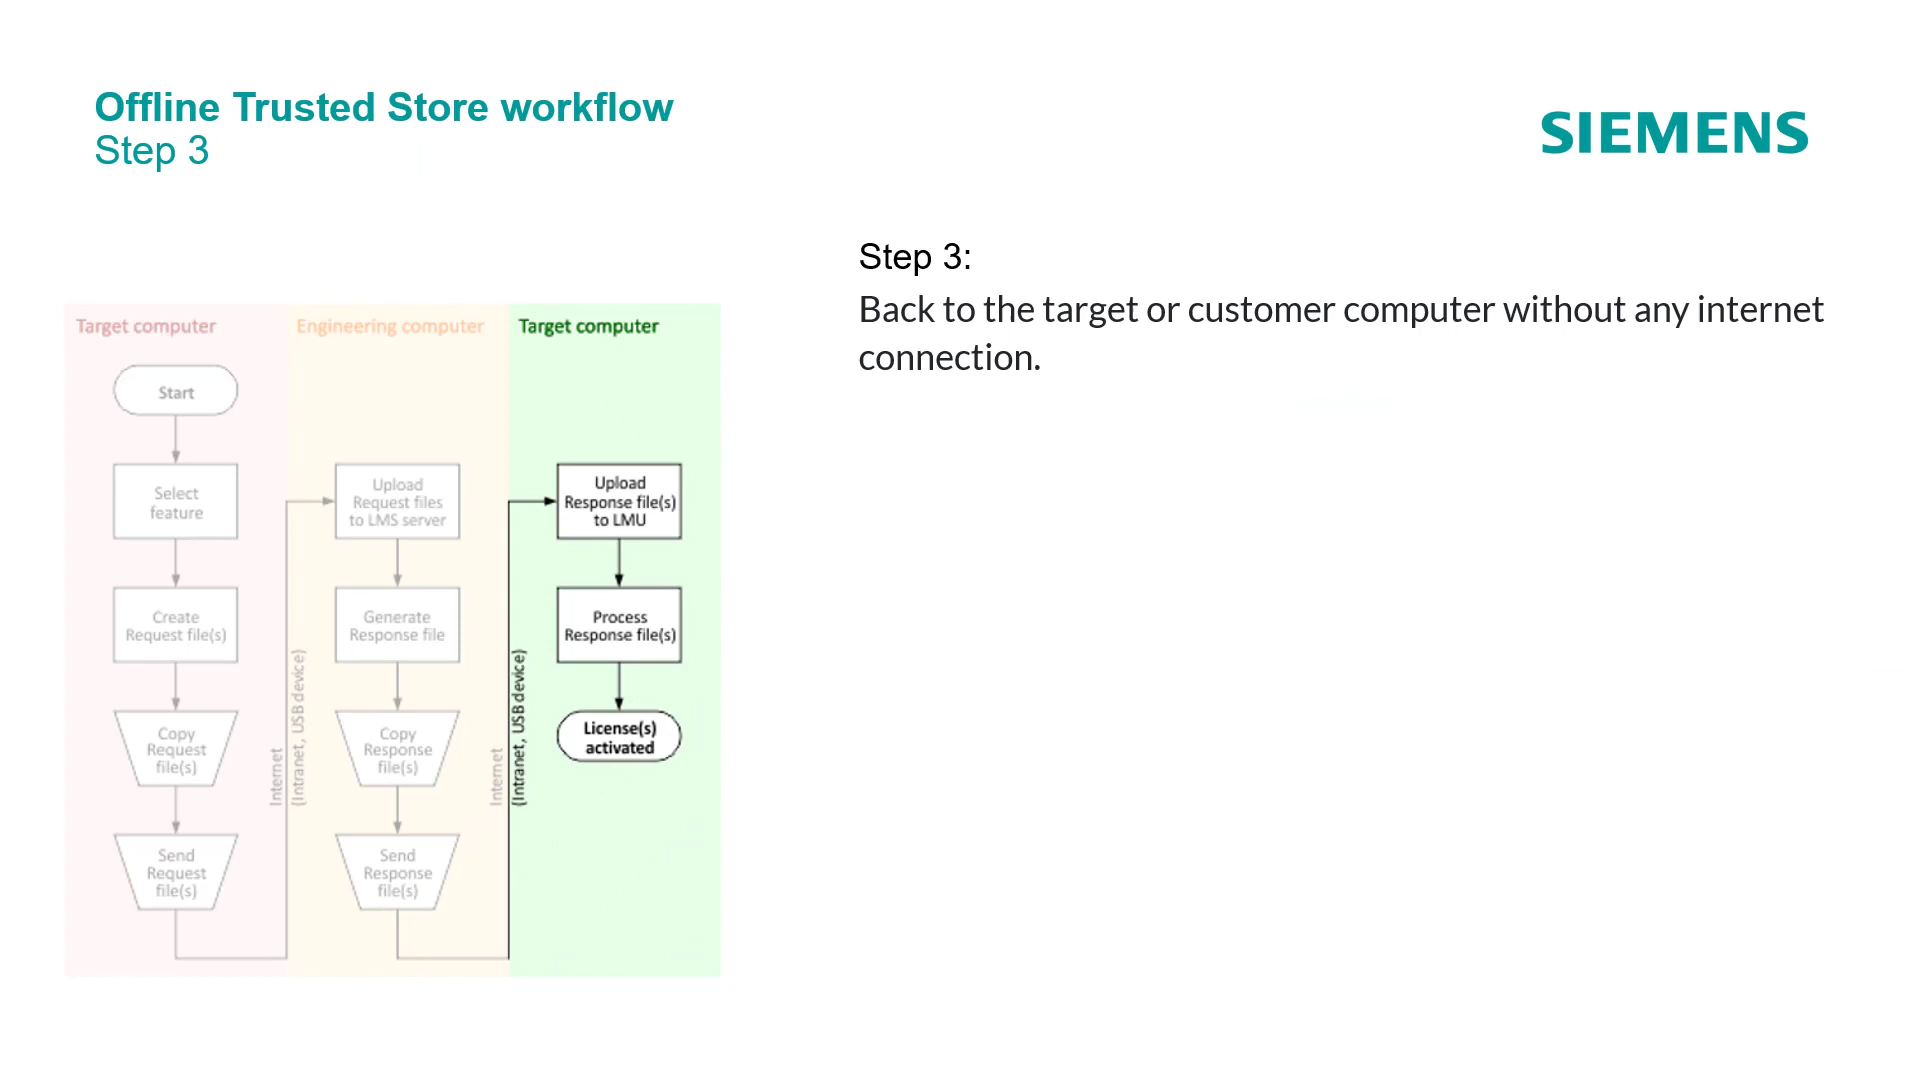 Offline Trusted Store workflow
Step 3
SIEMENS
Step 3:
Back to the target or customer computer without any internet
connection.
Target computer
Start
Select
feature
Create
Request file(s)
Copy
Request
file(s)
Send
Request
file(s)
Internet
(Intranet, USB device)
Engineering computer
Upload
Request files
to LMS server
Generate
Response file
Copy
Response
file(s)
Send
Response
file(s)
Internet
(Intranet, USB device)
Target computer
Upload
Response file(s)
to LMU
Process
Response file(s)
License(s)
activated